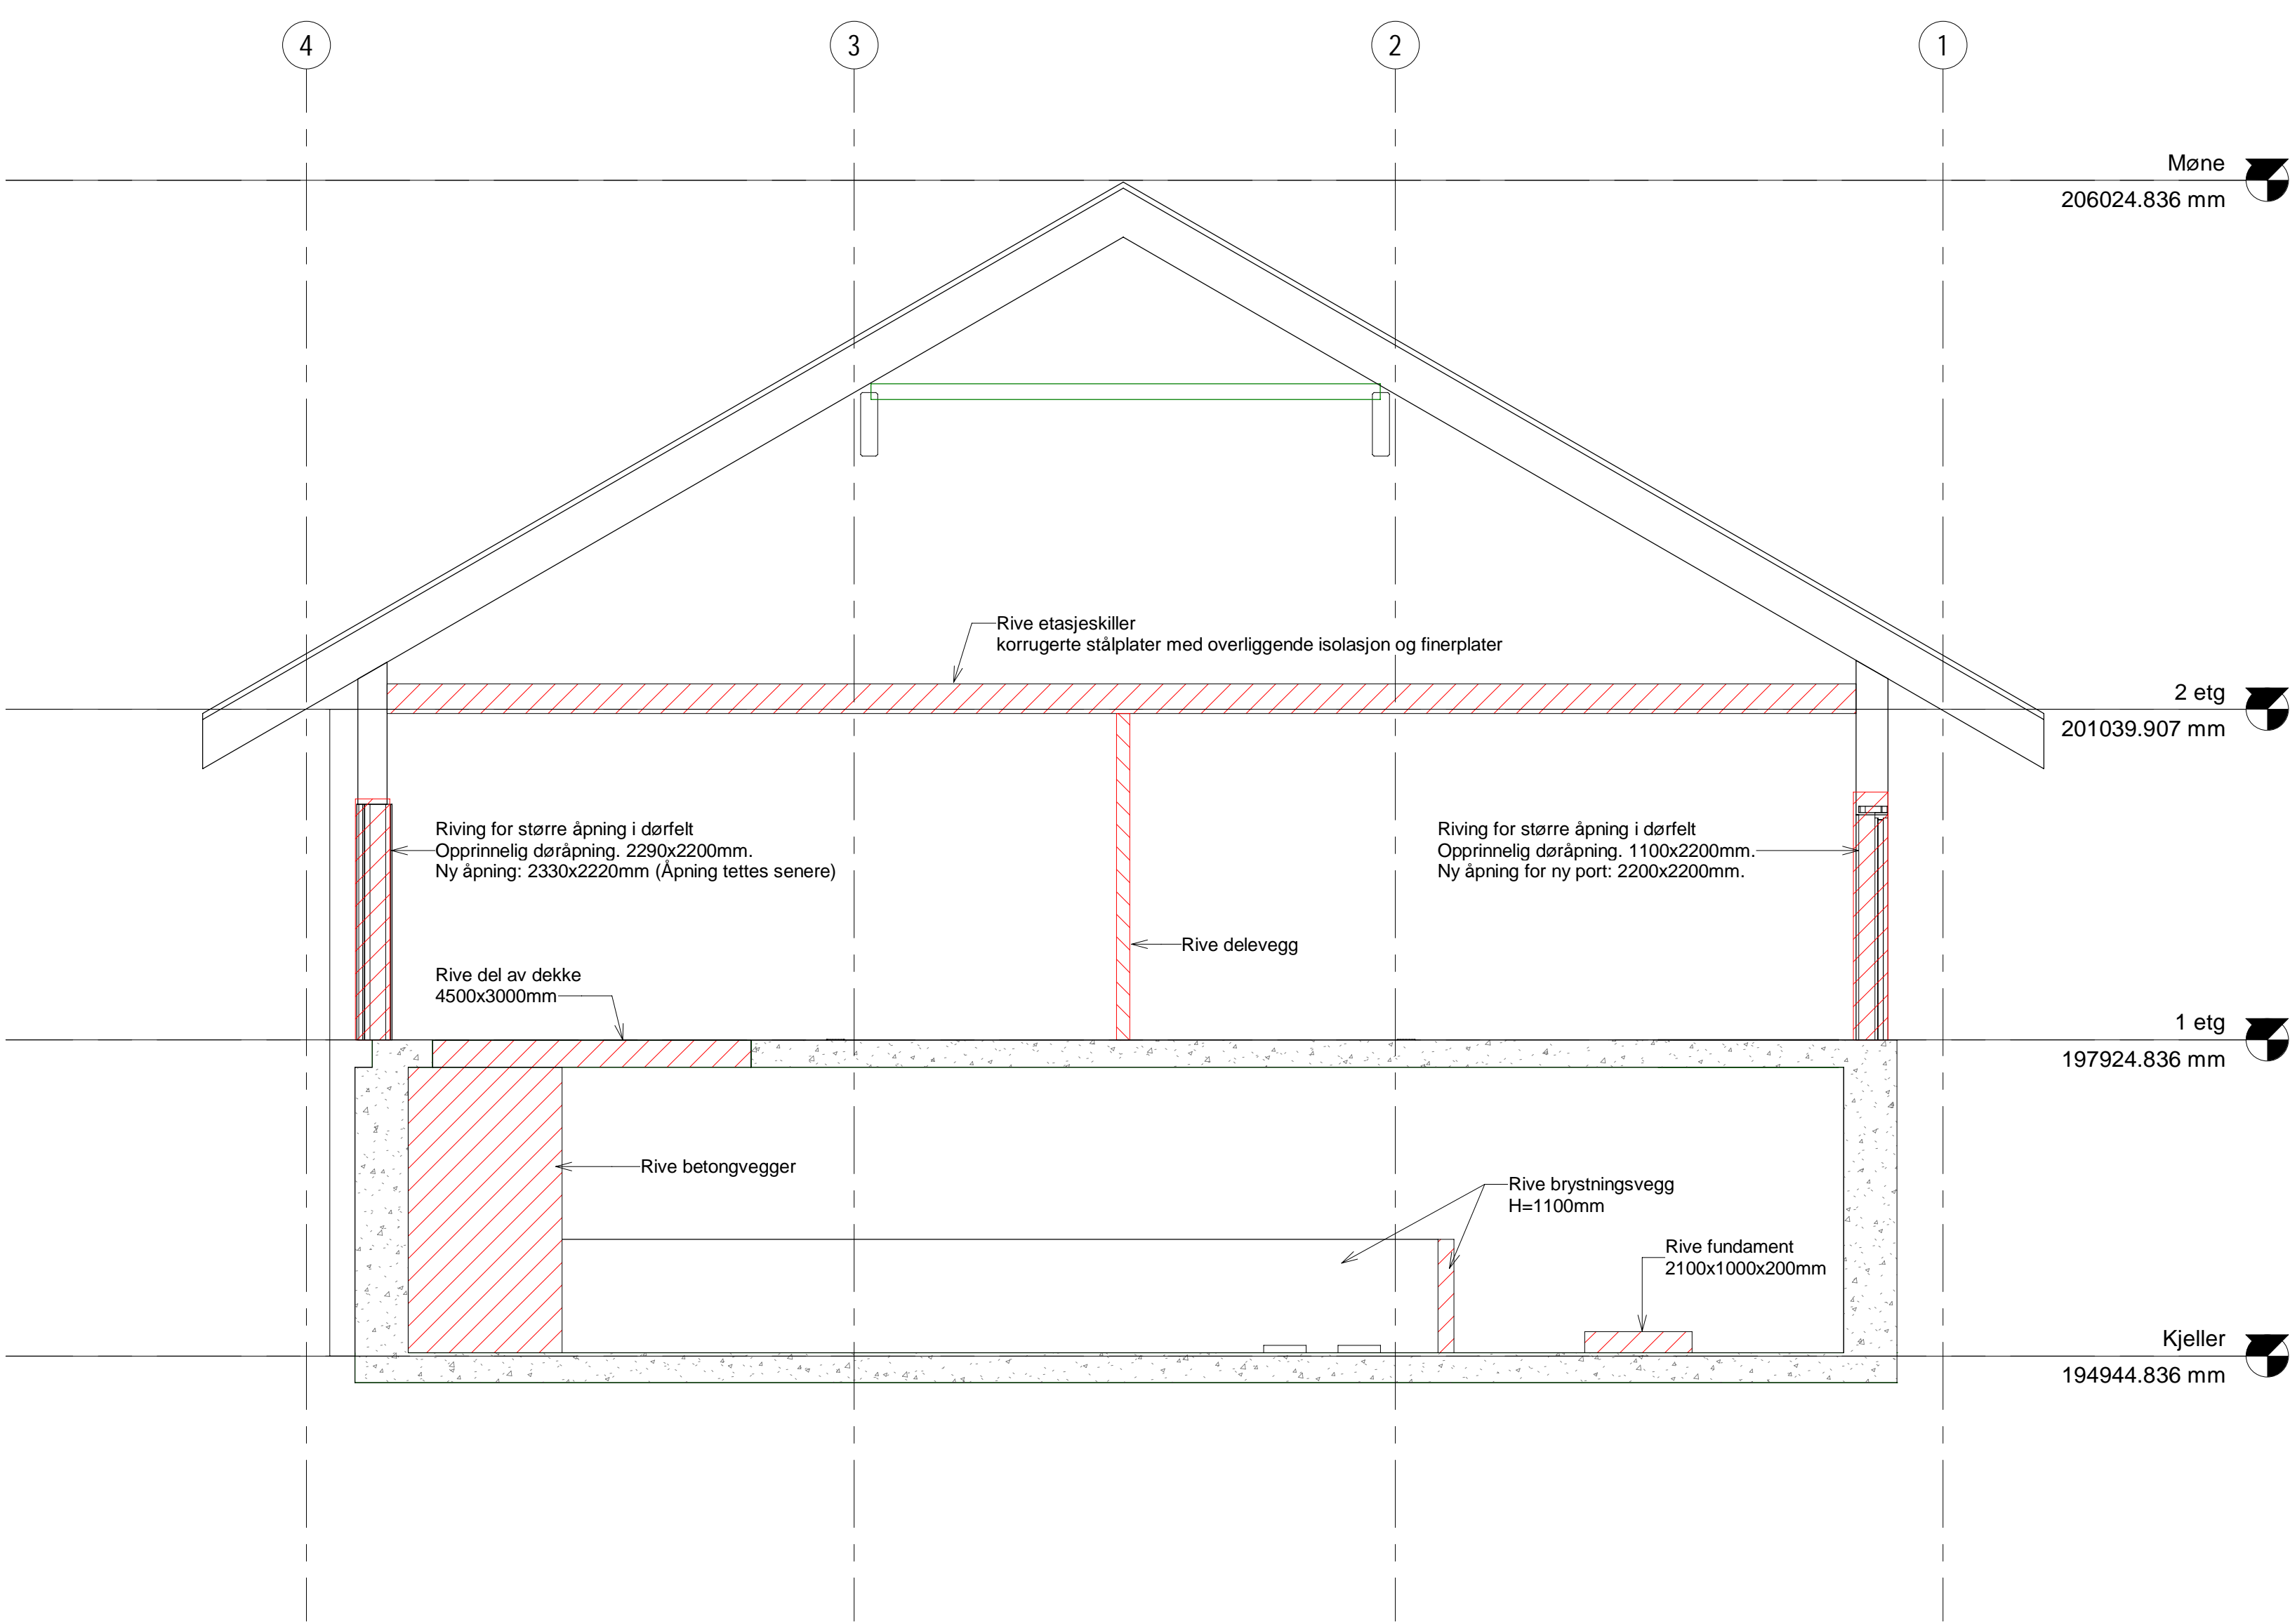 4
3
2
1
Møne
206024.836 mm
Rive etasjeskiller
korrugerte stålplater med overliggende isolasjon og finerplater
2 etg
201039.907 mm
Riving for større åpning i dørfelt
Opprinnelig døråpning. 2290x2200mm.
Ny åpning: 2330x2220mm (Åpning tettes senere)
Riving for større åpning i dørfelt
Opprinnelig døråpning. 1100x2200mm.
Ny åpning for ny port: 2200x2200mm.
Rive delevegg
Rive del av dekke
4500x3000mm
1 etg
197924.836 mm
Rive betongvegger
Rive brystningsvegg
H=1100mm
Rive fundament
2100x1000x200mm
Kjeller
194944.836 mm